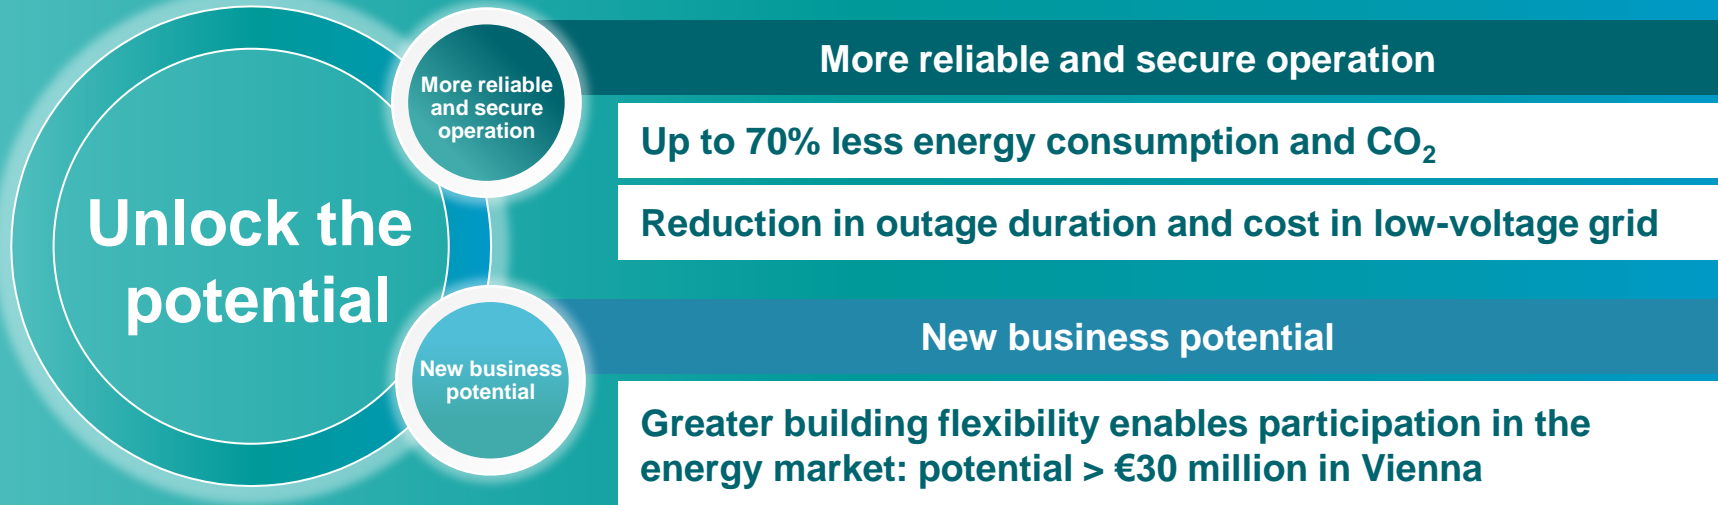 Unlock the
potential
More reliable
and secure
operation
More reliable and secure operation
Up to 70% less energy consumption and CO₂
Reduction in outage duration and cost in low-voltage grid
New business
potential
New business potential
Greater building flexibility enables participation in the
energy market: potential > €30 million in Vienna